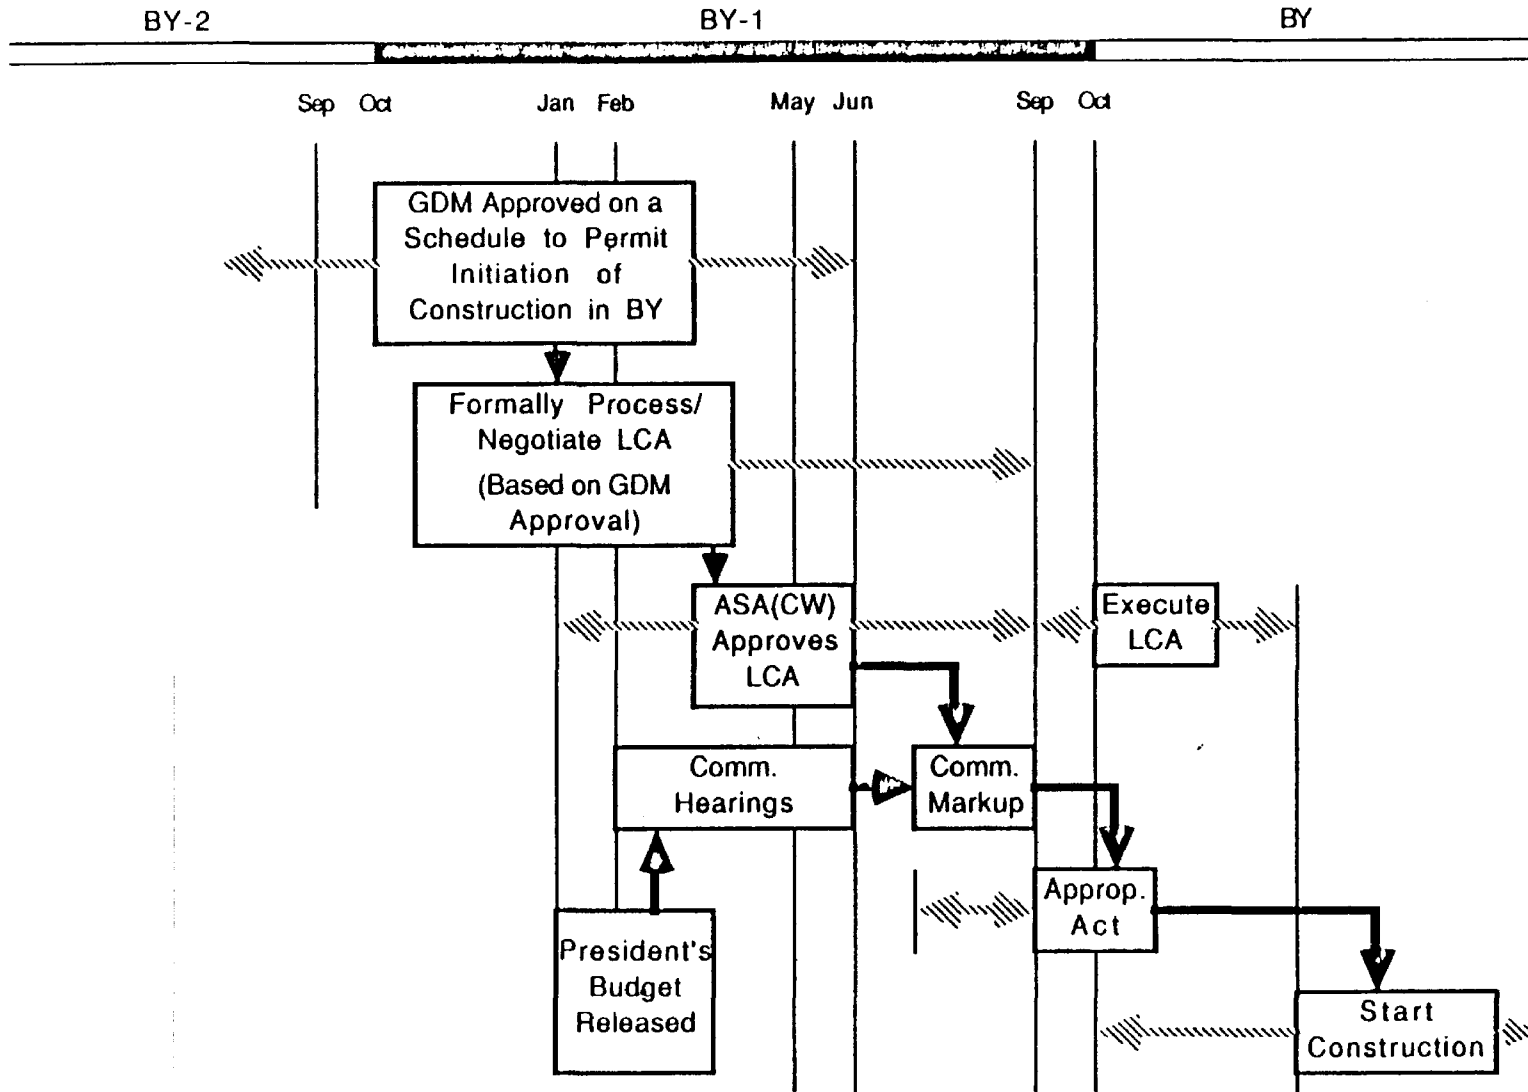 BY-2 BY-1 BY
Sep Oct Jan Feb May Jun Sep Oct
GDM Approved on a
Schedule to Permit
Initiation of
Construction in BY
Formally Process/
Negotiate LCA
(Based on GDM
Approval)
ASA(CW)
Approves
LCA
Execute
LCA
Comm.
Hearings
Comm.
Markup
Approp.
Act
President's
Budget
Released
Start
Construction